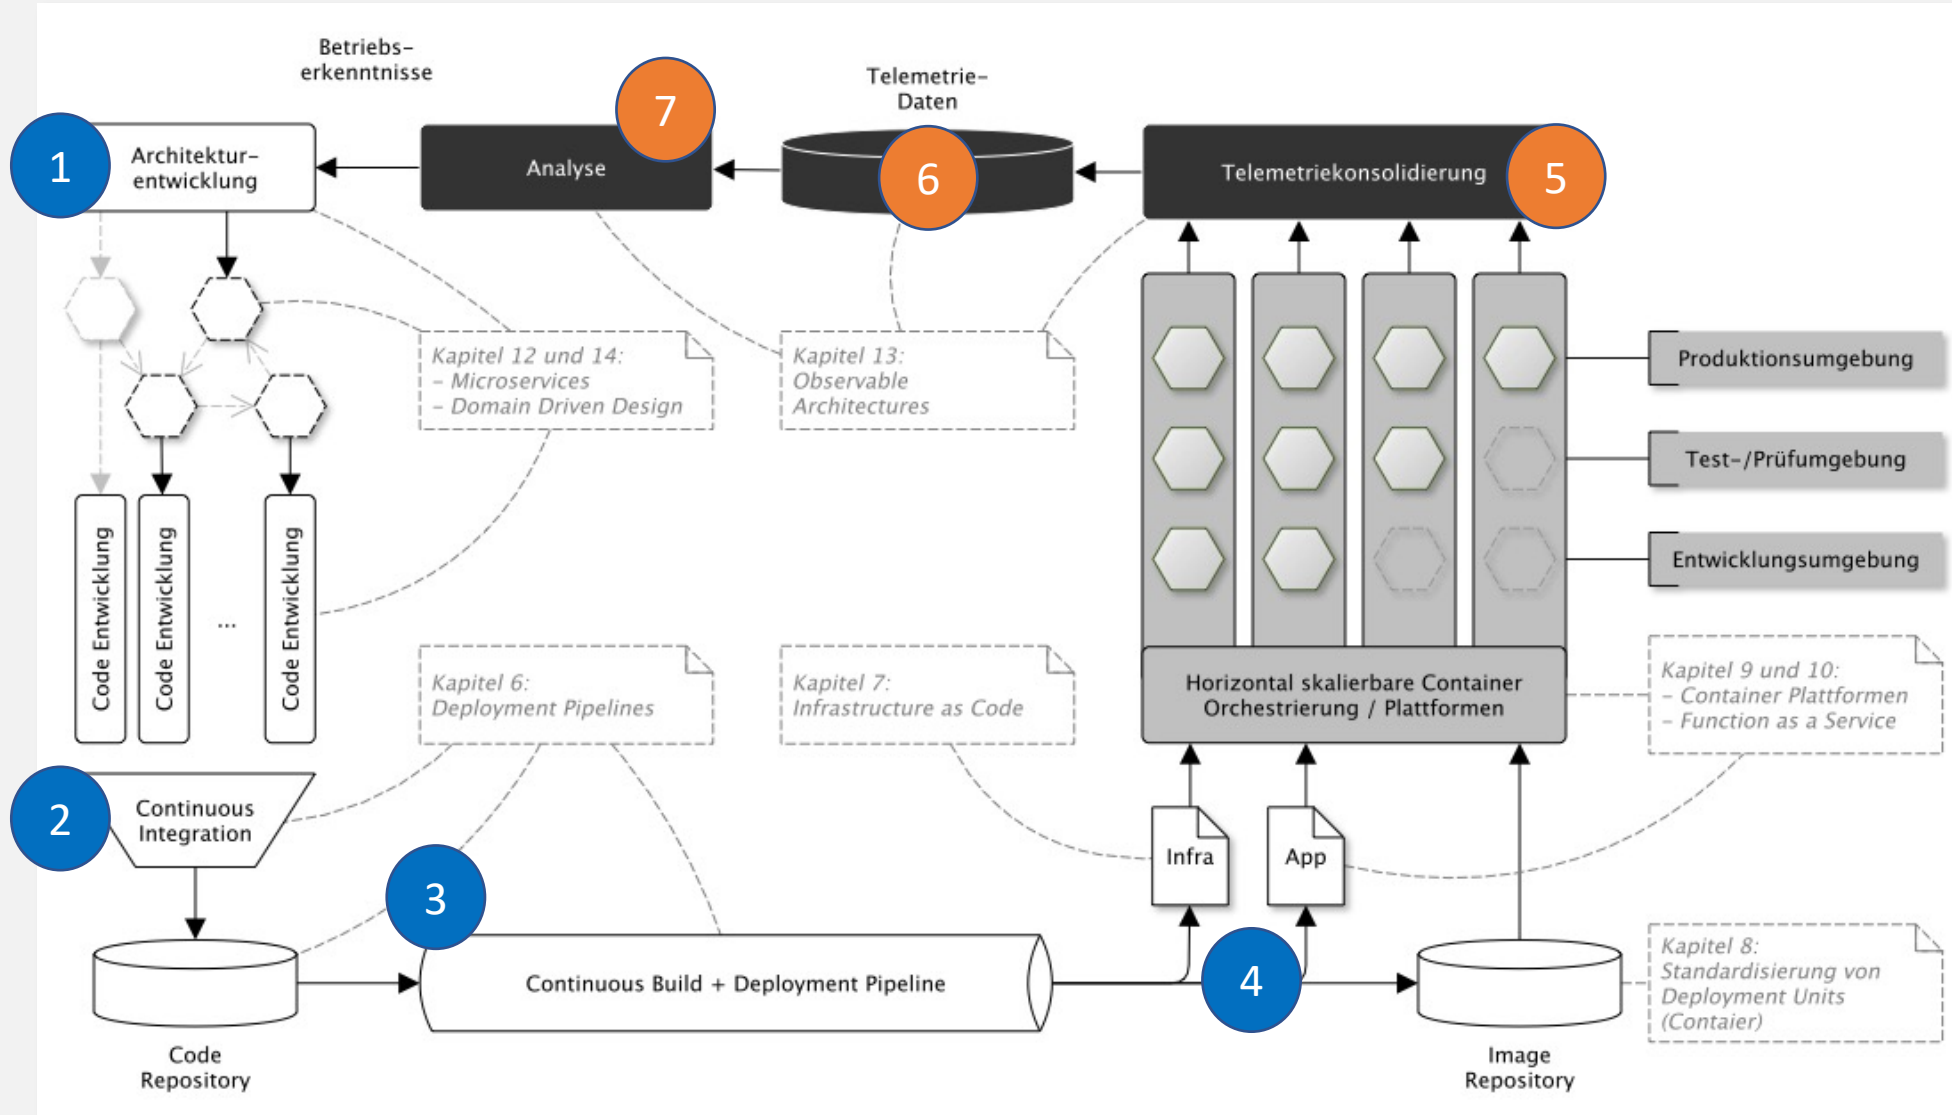 Betriebs-
erkenntnisse
7
Telemetrie-
Daten
1
Architektur-
entwicklung
Analyse
6
Telemetriekonsolidierung
5
Kapitel 12 und 14:
- Microservices
- Domain Driven Design
Kapitel 13:
Observable
Architectures
Produktionsumgebung
Test-/Prüfumgebung
Entwicklungsumgebung
Code Entwicklung
Code Entwicklung
...
Code Entwicklung
Kapitel 6:
Deployment Pipelines
Kapitel 7:
Infrastructure as Code
Horizontal skalierbare Container
Orchestrierung / Plattformen
Kapitel 9 und 10:
- Container Plattformen
- Function as a Service
2
Continuous
Integration
3
Infra
App
Continuous Build + Deployment Pipeline
4
Kapitel 8:
Standardisierung von
Deployment Units
(Contaier)
Code
Repository
Image
Repository